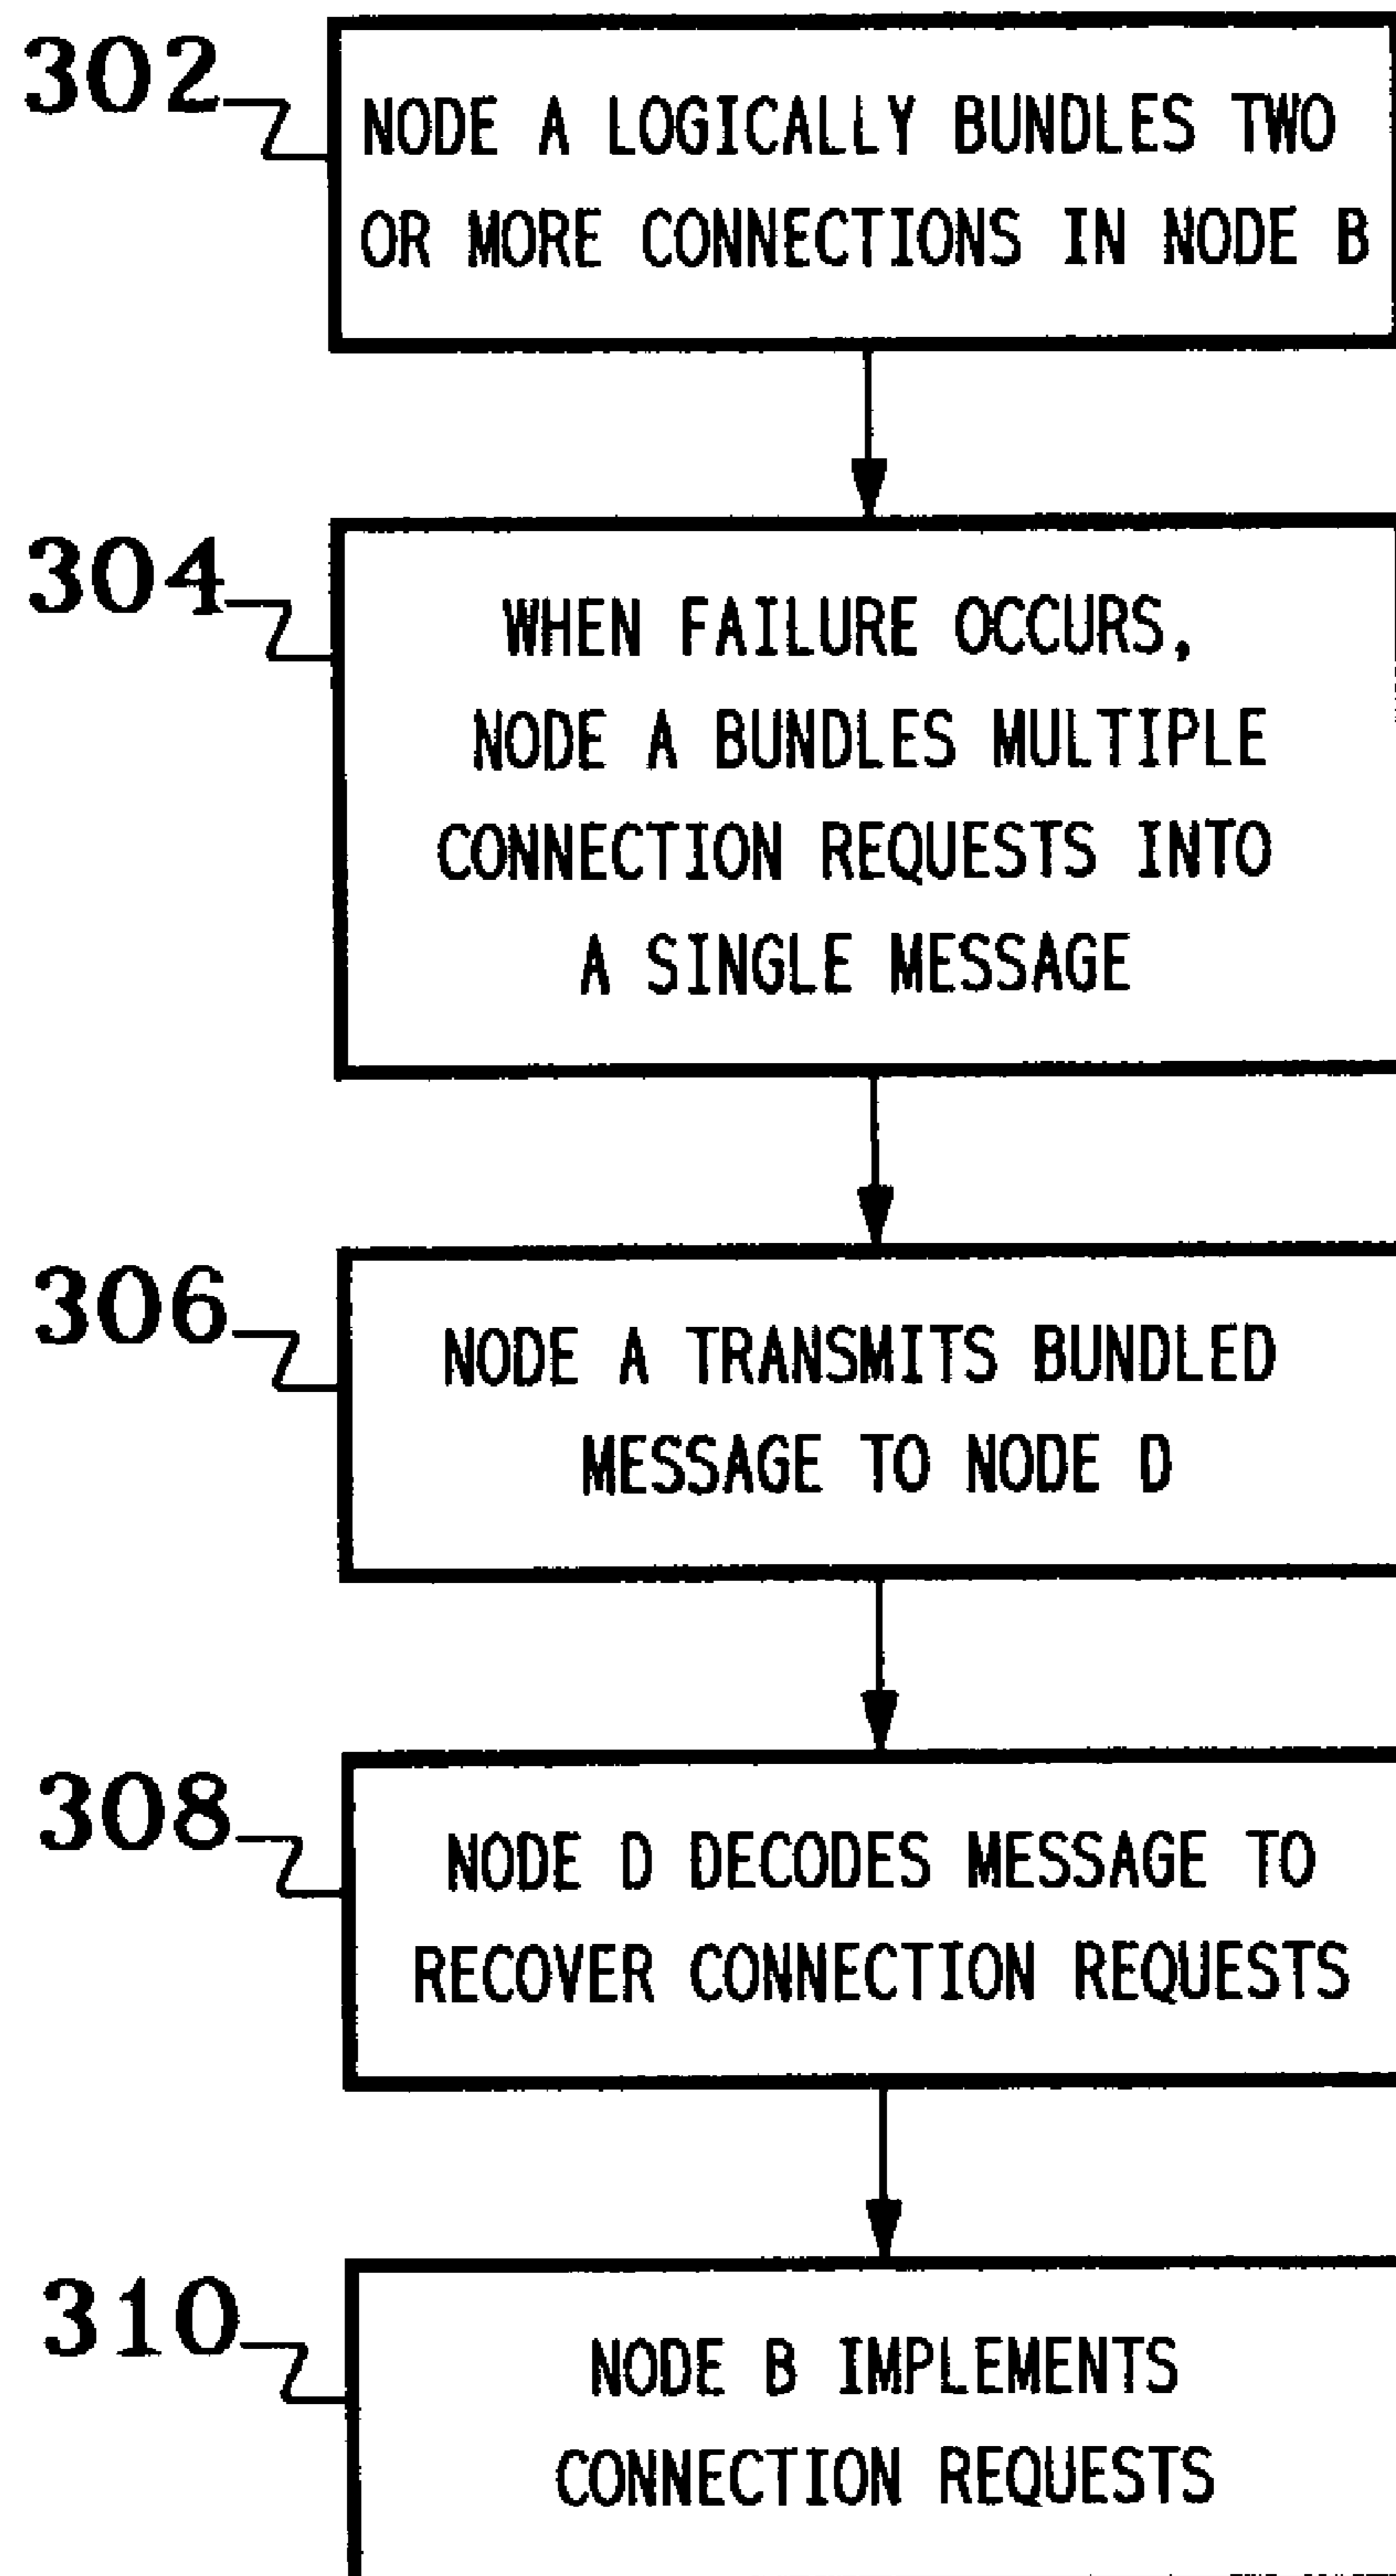 302
NODE A LOGICALLY BUNDLES TWO
OR MORE CONNECTIONS IN NODE B
304
WHEN FAILURE OCCURS,
NODE A BUNDLES MULTIPLE
CONNECTION REQUESTS INTO
A SINGLE MESSAGE
306
NODE A TRANSMITS BUNDLED
MESSAGE TO NODE D
308
NODE D DECODES MESSAGE TO
RECOVER CONNECTION REQUESTS
310
NODE B IMPLEMENTS
CONNECTION REQUESTS